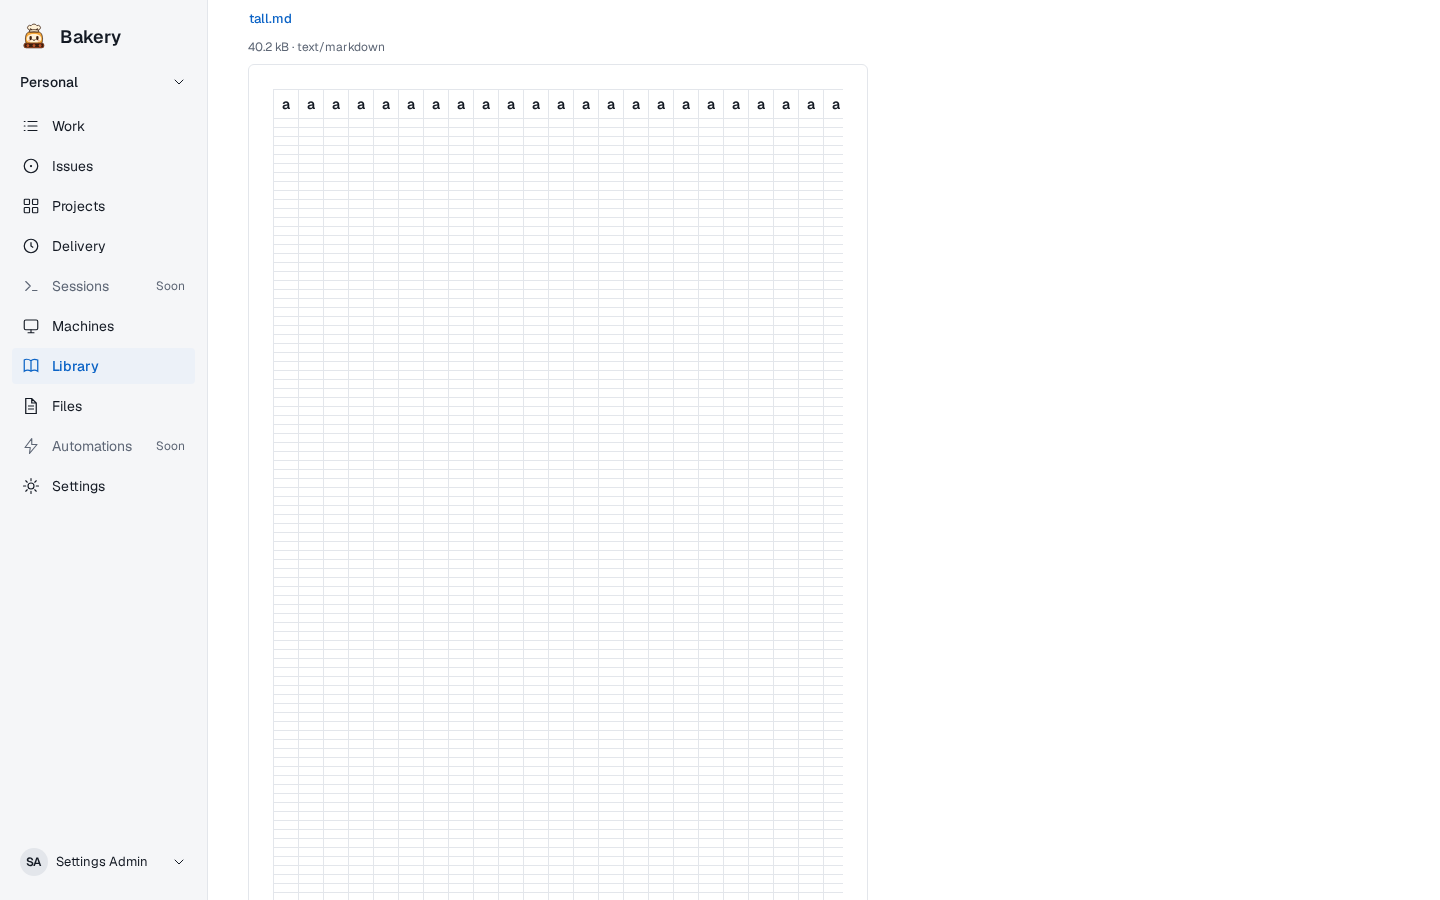 Bakery
Personal
Work
Issues
Projects
Delivery
Sessions Soon
Machines
Library
Files
Automations Soon
Settings
SA Settings Admin
tall.md
40.2 kB · text/markdown
a a a a a a a a a a a a a a a a a a a a a a a